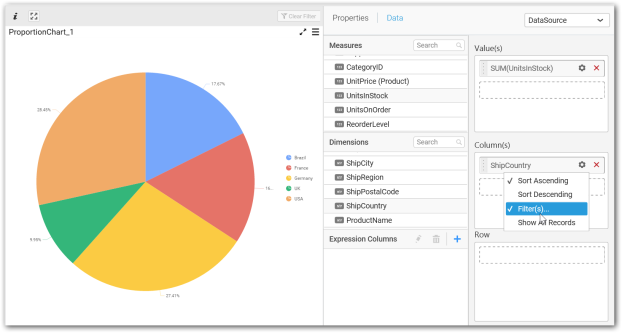 i
Clear Filter
Properties
Data
DataSource
ProportionChart_1
Measures
Search
CategoryID
UnitPrice (Product)
UnitsInStock
UnitsOnOrder
ReorderLevel
Dimensions
Search
ShipCity
ShipRegion
ShipPostalCode
ShipCountry
ProductName
Expression Columns
Value(s)
SUM(UnitsInStock)
Column(s)
ShipCountry
Sort Ascending
Sort Descending
Filter(s)...
Show All Records
Row
17.67%
16...
27.41%
9.99%
28.45%
Brazil
France
Germany
UK
USA